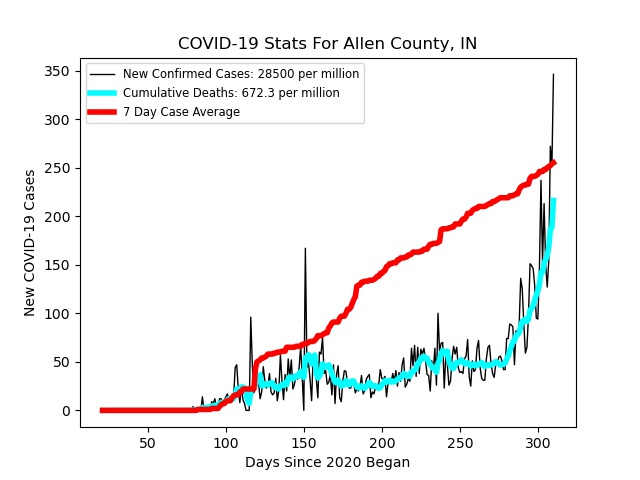 COVID-19 Stats For Allen County, IN
New Confirmed Cases: 28500 per million
Cumulative Deaths: 672.3 per million
7 Day Case Average
350
300
250
200
150
100
50
0
New COVID-19 Cases
50 100 150 200 250 300
Days Since 2020 Began